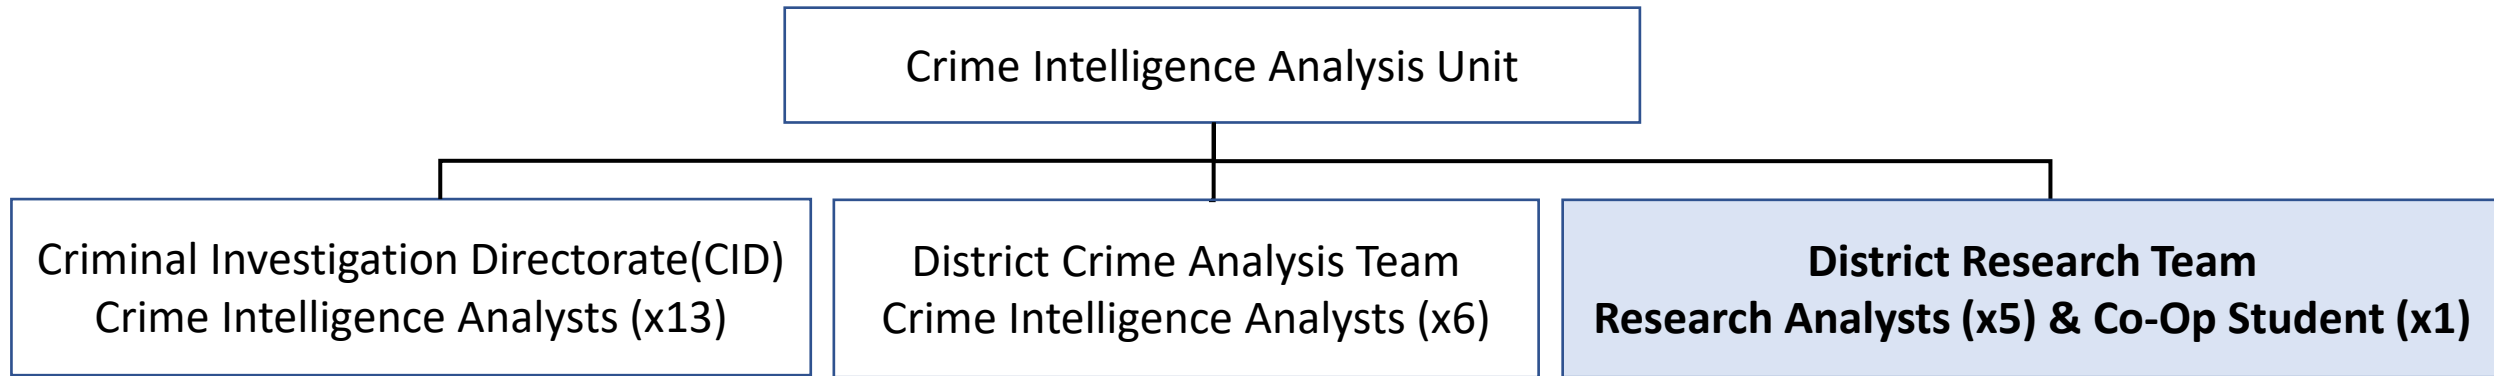 Crime Intelligence Analysis Unit
Criminal Investigation Directorate(CID)
Crime Intelligence Analysts (x13)
District Crime Analysis Team
Crime Intelligence Analysts (x6)
District Research Team
Research Analysts (x5) & Co-Op Student (x1)